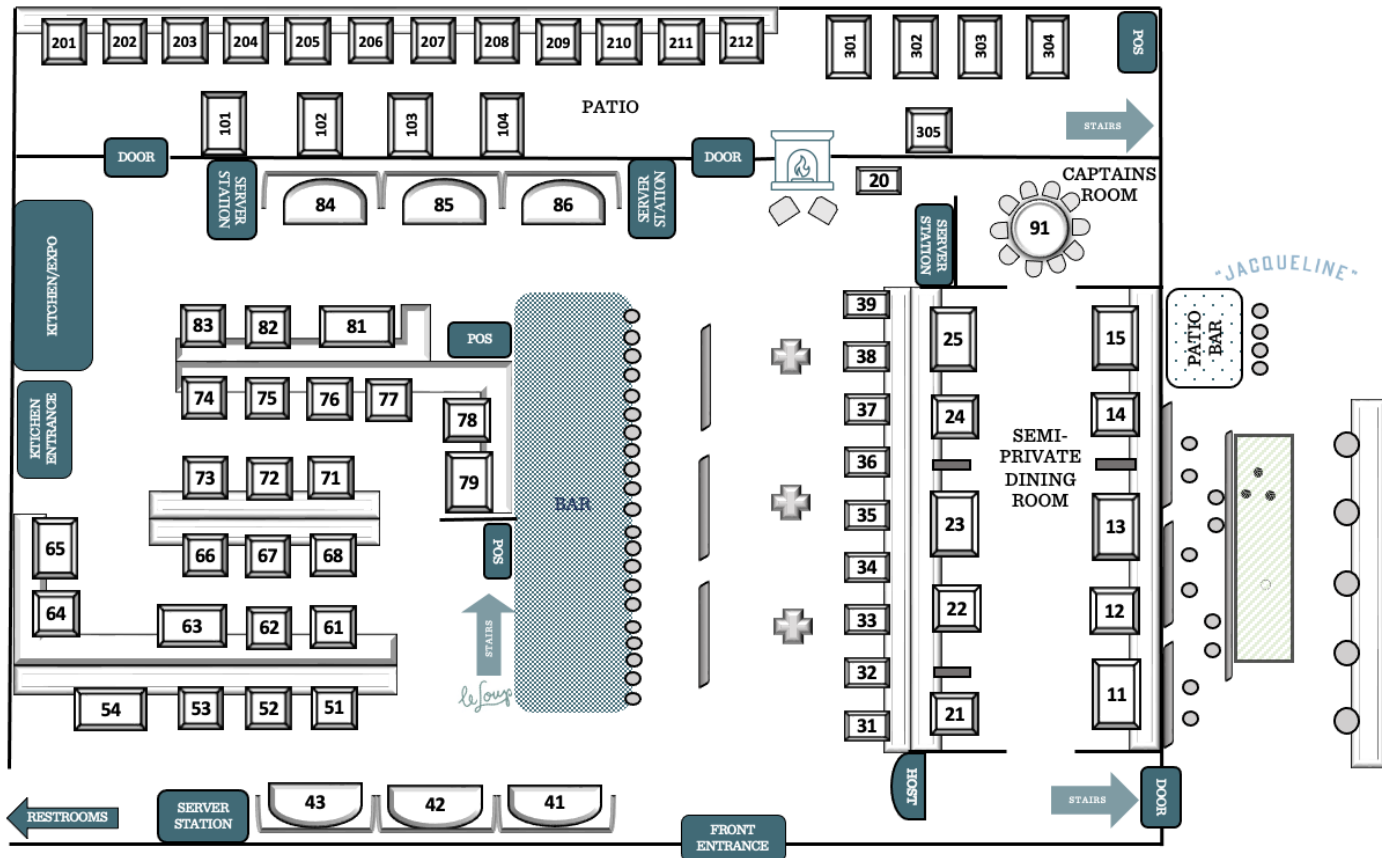 201 202 203 204 205 206 207 208 209 210 211 212
301 302 303 304
POS
101 102 103 104
PATIO
305
STAIRS
DOOR
DOOR
SERVER
STATION
84 85 86
SERVER
STATION
20
CAPTAINS
ROOM
91
SERVER
STATION
"JACQUELINE"
KITCHEN/EXPO
83 82 81
POS
74 75 76 77
78
79
KTICHEN
ENTRANCE
73 72 71
66 67 68
65
64
63 62 61
54 53 52 51
POS
STAIRS
le Loup
BAR
39
38
37
36
35
34
33
32
31
25
24
23
22
21
SEMI-
PRIVATE
DINING
ROOM
15
14
13
12
11
PATIO
BAR
RESTROOMS
SERVER
STATION
43 42 41
FRONT
ENTRANCE
HOST
STAIRS
DOOR